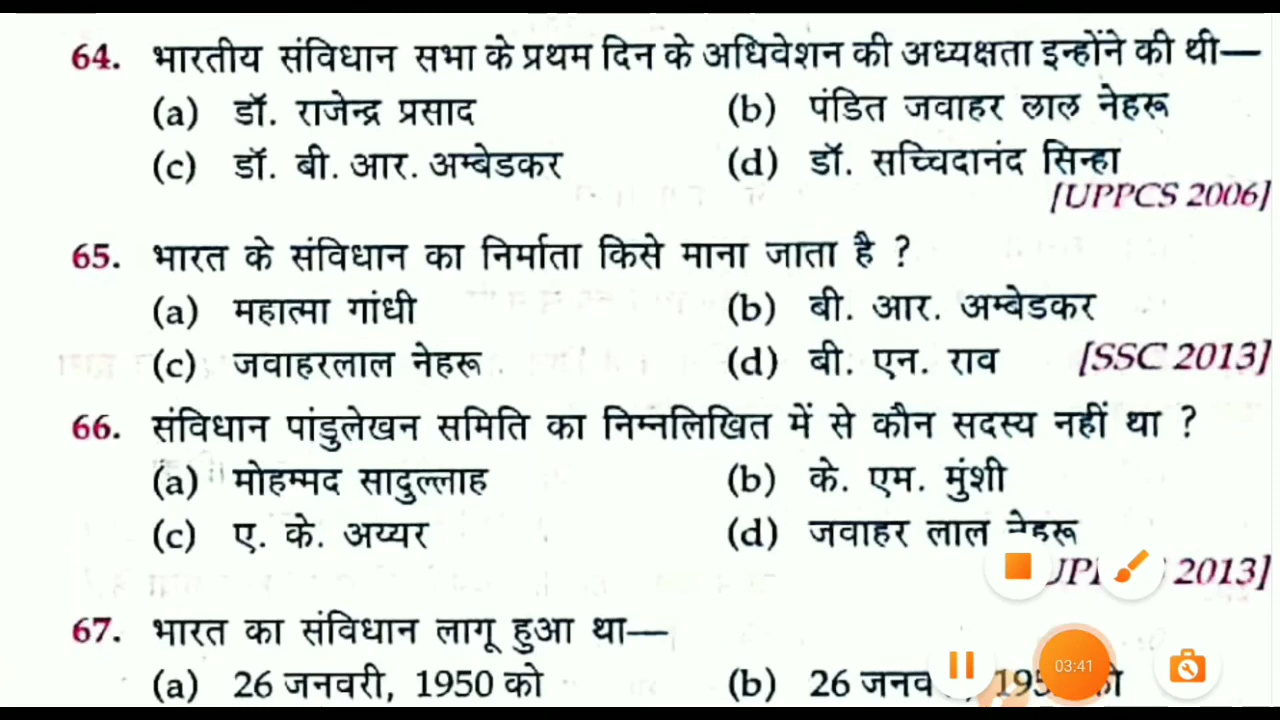 64. भारतीय संविधान सभा के प्रथम दिन के अधिवेशन की अध्यक्षता इन्होंने की थी—
(a) डॉ. राजेन्द्र प्रसाद (b) पंडित जवाहर लाल नेहरू
(c) डॉ. बी. आर. अम्बेडकर (d) डॉ. सच्चिदानंद सिन्हा
[UPPCS 2006]
65. भारत के संविधान का निर्माता किसे माना जाता है ?
(a) महात्मा गांधी (b) बी. आर. अम्बेडकर
(c) जवाहरलाल नेहरू (d) बी. एन. राव [SSC 2013]
66. संविधान पांडुलेखन समिति का निम्नलिखित में से कौन सदस्य नहीं था ?
(a) मोहम्मद सादुल्लाह (b) के. एम. मुंशी
(c) ए. के. अय्यर (d) जवाहर लाल नेहरू
2013]
67. भारत का संविधान लागू हुआ था—
(a) 26 जनवरी, 1950 को (b) 26 को
03:41